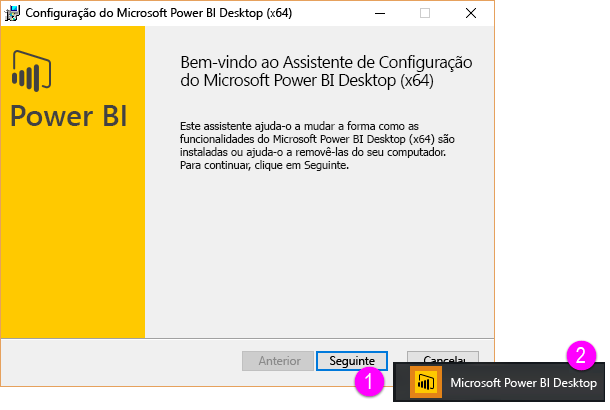 Configuração do Microsoft Power BI Desktop (x64)
Power BI
Bem-vindo ao Assistente de Configuração
do Microsoft Power BI Desktop (x64)
Este assistente ajuda-o a mudar a forma como as
funcionalidades do Microsoft Power BI Desktop (x64) são
instaladas ou ajuda-o a removê-las do seu computador.
Para continuar, clique em Seguinte.
Anterior
Seguinte
Cancelar
1
2
Microsoft Power BI Desktop